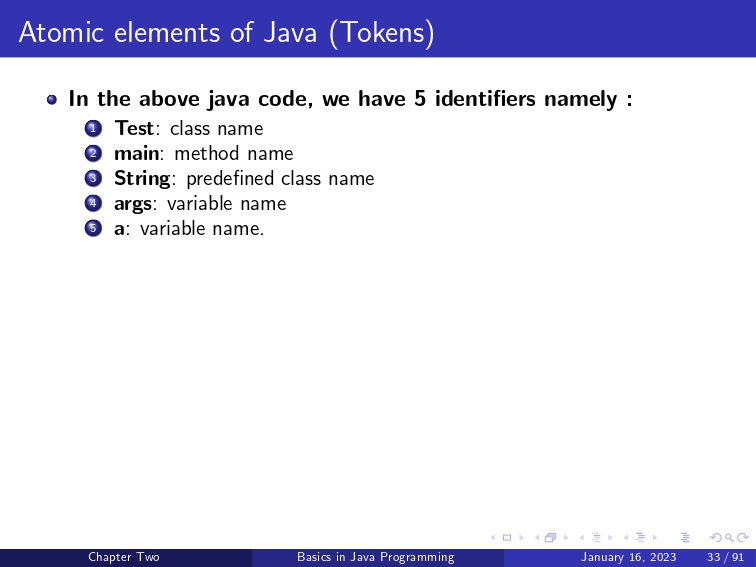 Atomic elements of Java (Tokens)
In the above java code, we have 5 identifiers namely :
1 Test: class name
2 main: method name
3 String: predefined class name
4 args: variable name
5 a: variable name.
Chapter Two Basics in Java Programming January 16, 2023 33 / 91